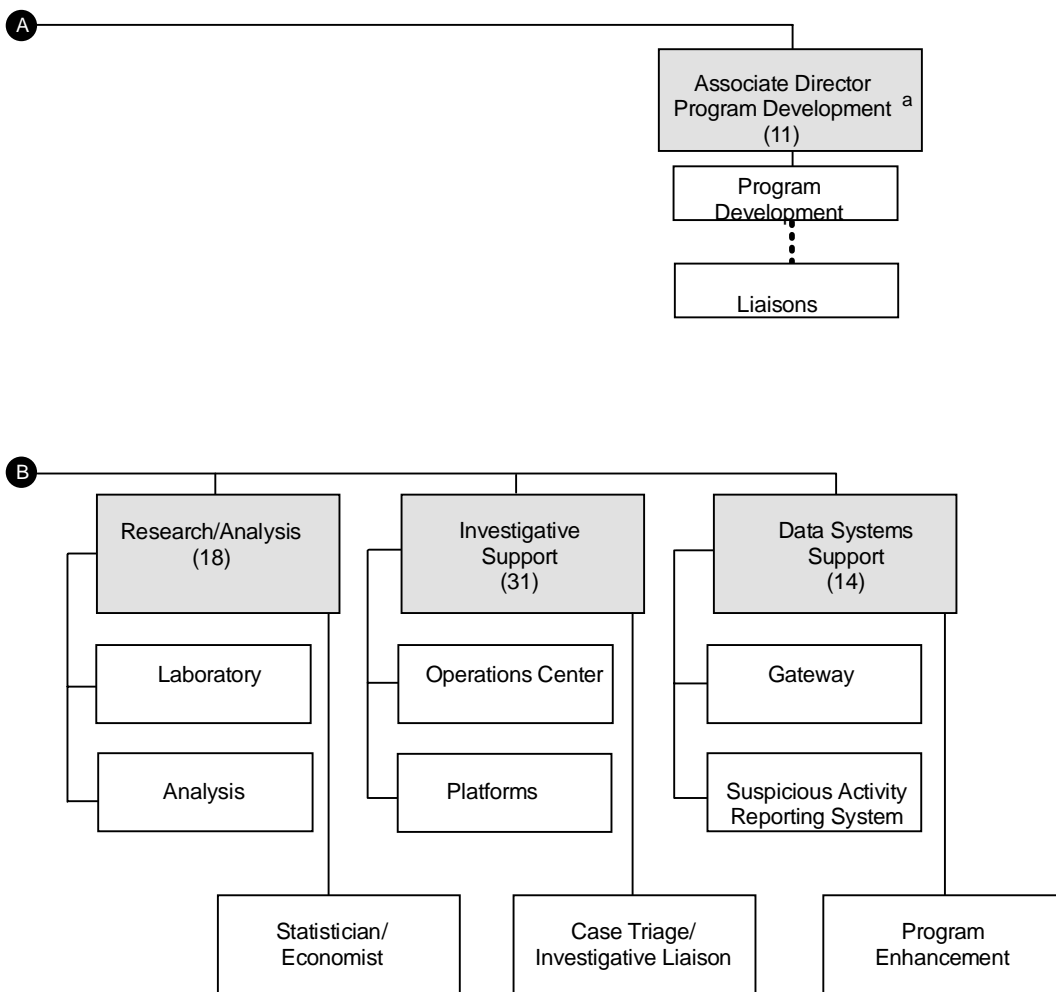 A
Associate Director
Program Development a
(11)
Program
Development
Liaisons
B
Research/Analysis
(18)
Investigative
Support
(31)
Data Systems
Support
(14)
Laboratory
Operations Center
Gateway
Analysis
Platforms
Suspicious Activity
Reporting System
Statistician/
Economist
Case Triage/
Investigative Liaison
Program
Enhancement